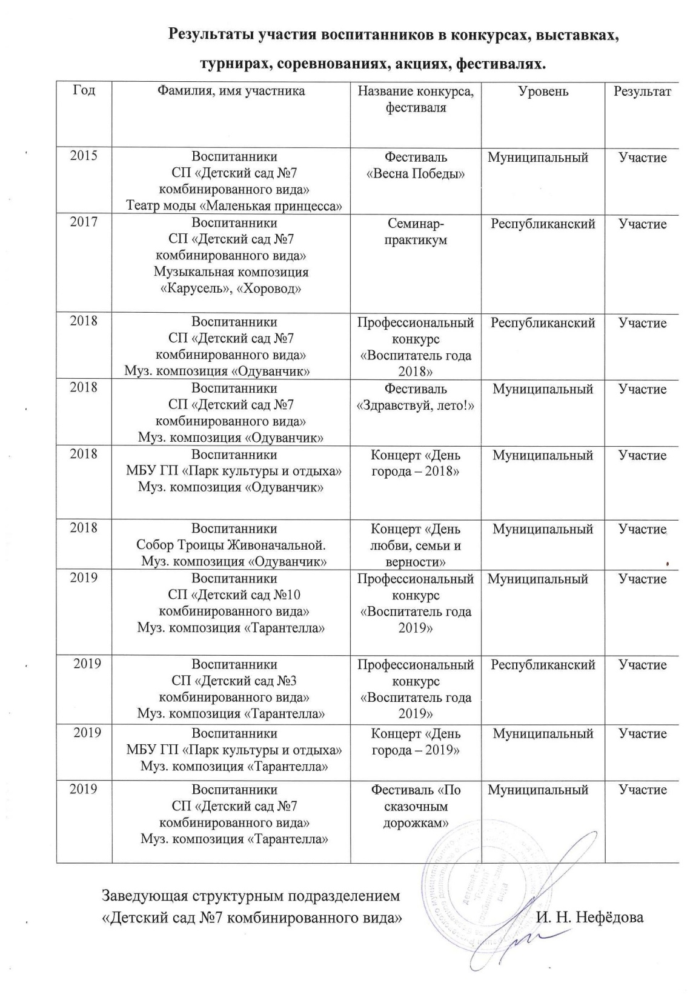 Результаты участия воспитанников в конкурсах, выставках,
турнирах, соревнованиях, акциях, фестивалях.
Год
Фамилия, имя участника
Название конкурса,
фестиваля
Уровень
Результат
2015
Воспитанники
СП «Детский сад №7
комбинированного вида»
Театр моды «Маленькая принцесса»
Фестиваль
«Весна Победы»
Муниципальный
Участие
2017
Воспитанники
СП «Детский сад №7
комбинированного вида»
Музыкальная композиция
«Карусель», «Хоровод»
Семинар-
практикум
Республиканский
Участие
2018
Воспитанники
СП «Детский сад №7
комбинированного вида»
Муз. композиция «Одуванчик»
Профессиональный
конкурс
«Воспитатель года
2018»
Республиканский
Участие
2018
Воспитанники
СП «Детский сад №7
комбинированного вида»
Муз. композиция «Одуванчик»
Фестиваль
«Здравствуй, лето!»
Муниципальный
Участие
2018
Воспитанники
МБУ ГП «Парк культуры и отдыха»
Муз. композиция «Одуванчик»
Концерт «День
города – 2018»
Муниципальный
Участие
2018
Воспитанники
Собор Троицы Живоначальной.
Муз. композиция «Одуванчик»
Концерт «День
любви, семьи и
верности»
Муниципальный
Участие
2019
Воспитанники
СП «Детский сад №10
комбинированного вида»
Муз. композиция «Тарантелла»
Профессиональный
конкурс
«Воспитатель года
2019»
Муниципальный
Участие
2019
Воспитанники
СП «Детский сад №3
комбинированного вида»
Муз. композиция «Тарантелла»
Профессиональный
конкурс
«Воспитатель года
2019»
Республиканский
Участие
2019
Воспитанники
МБУ ГП «Парк культуры и отдыха»
Муз. композиция «Тарантелла»
Концерт «День
города – 2019»
Муниципальный
Участие
2019
Воспитанники
СП «Детский сад №7
комбинированного вида»
Муз. композиция «Тарантелла»
Фестиваль «По
сказочным
дорожкам»
Муниципальный
Участие
Заведующая структурным подразделением
«Детский сад №7 комбинированного вида»
И. Н. Нефёдова